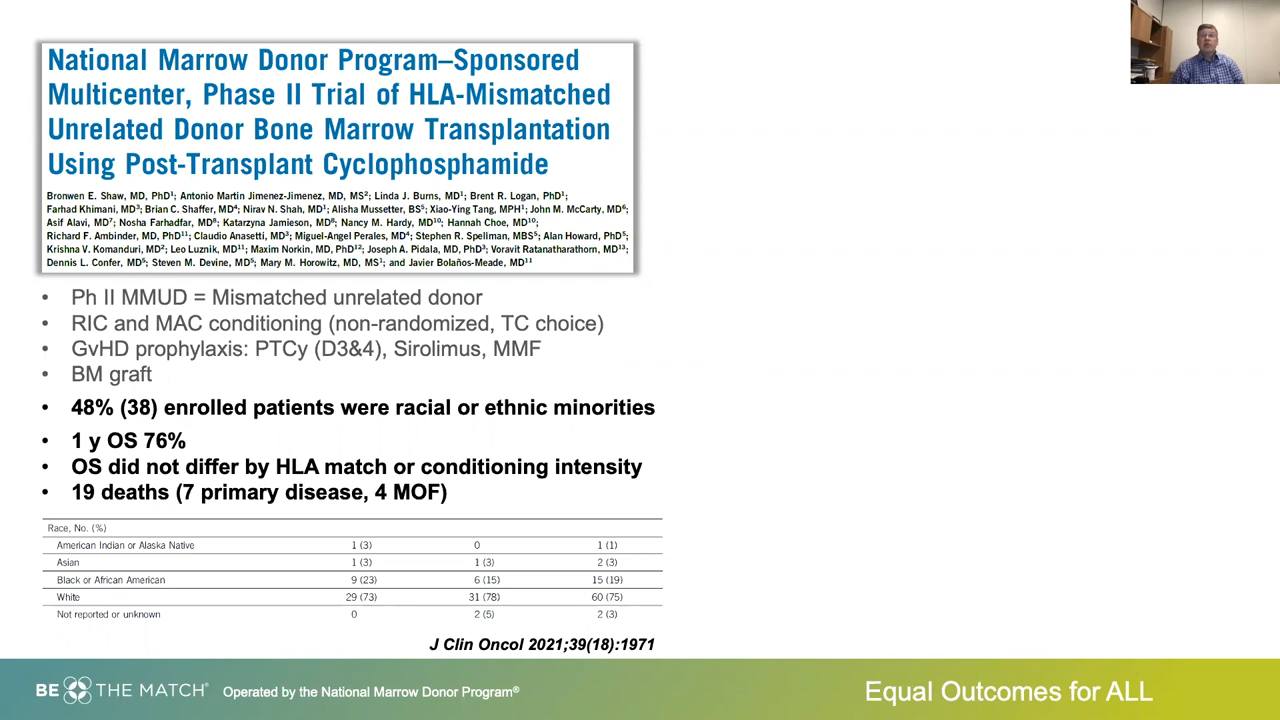 National Marrow Donor Program–Sponsored
Multicenter, Phase II Trial of HLA-Mismatched
Unrelated Donor Bone Marrow Transplantation
Using Post-Transplant Cyclophosphamide
Bronwen E. Shaw, MD, PhD¹; Antonio Martin Jimenez-Jimenez, MD, MS²; Linda J. Burns, MD¹; Brent R. Logan, PhD¹;
Farhad Khimani, MD³; Brian C. Shaffer, MD⁴; Nirav N. Shah, MD¹; Alisha Mussetter, BS⁵; Xiao-Ying Tang, MPH¹; John M. McCarty, MD⁶;
Asif Alavi, MD⁷; Nosha Farhadfar, MD⁸; Katarzyna Jamieson, MD⁹; Nancy M. Hardy, MD¹⁰; Hannah Choe, MD¹⁰;
Richard F. Ambinder, MD, PhD¹¹; Claudio Anasetti, MD³; Miguel-Angel Perales, MD⁴; Stephen R. Spellman, MBS⁵; Alan Howard, PhD⁵;
Krishna V. Komanduri, MD²; Leo Luznik, MD¹¹; Maxim Norkin, MD, PhD¹²; Joseph A. Pidala, MD, PhD³; Voravit Ratanatharathorn, MD¹³;
Dennis L. Confer, MD⁵; Steven M. Devine, MD⁵; Mary M. Horowitz, MD, MS¹; and Javier Bolaños-Meade, MD¹¹
• Ph II MMUD = Mismatched unrelated donor
• RIC and MAC conditioning (non-randomized, TC choice)
• GvHD prophylaxis: PTCy (D3&4), Sirolimus, MMF
• BM graft
• 48% (38) enrolled patients were racial or ethnic minorities
• 1 y OS 76%
• OS did not differ by HLA match or conditioning intensity
• 19 deaths (7 primary disease, 4 MOF)
Race, No. (%)
American Indian or Alaska Native 1 (3) 0 1 (1)
Asian 1 (3) 1 (3) 2 (3)
Black or African American 9 (23) 6 (15) 15 (19)
White 29 (73) 31 (78) 60 (75)
Not reported or unknown 0 2 (5) 2 (3)
J Clin Oncol 2021;39(18):1971
BE THE MATCH® Operated by the National Marrow Donor Program®
Equal Outcomes for ALL